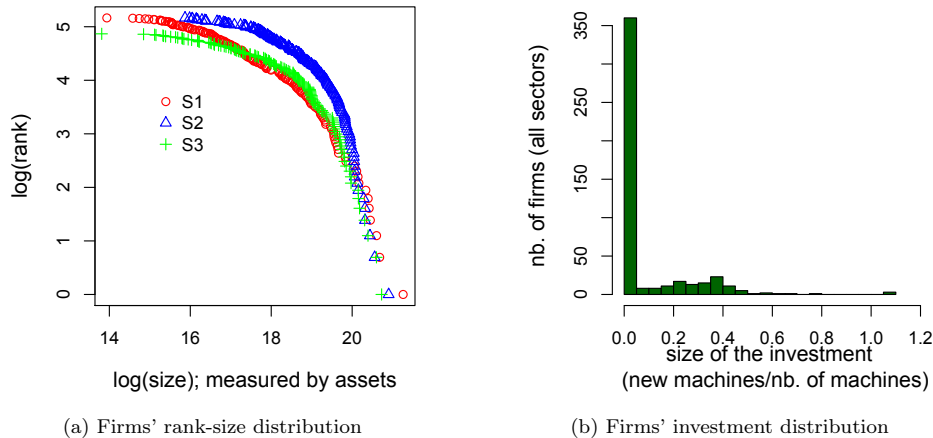 log(rank)
5
4
3
2
1
0
S1
S2
S3
14 16 18 20
log(size); measured by assets
(a) Firms' rank-size distribution
nb. of firms (all sectors)
350
250
150
50
0
0.0 0.2 0.4 0.6 0.8 1.0 1.2
size of the investment
(new machines/nb. of machines)
(b) Firms' investment distribution